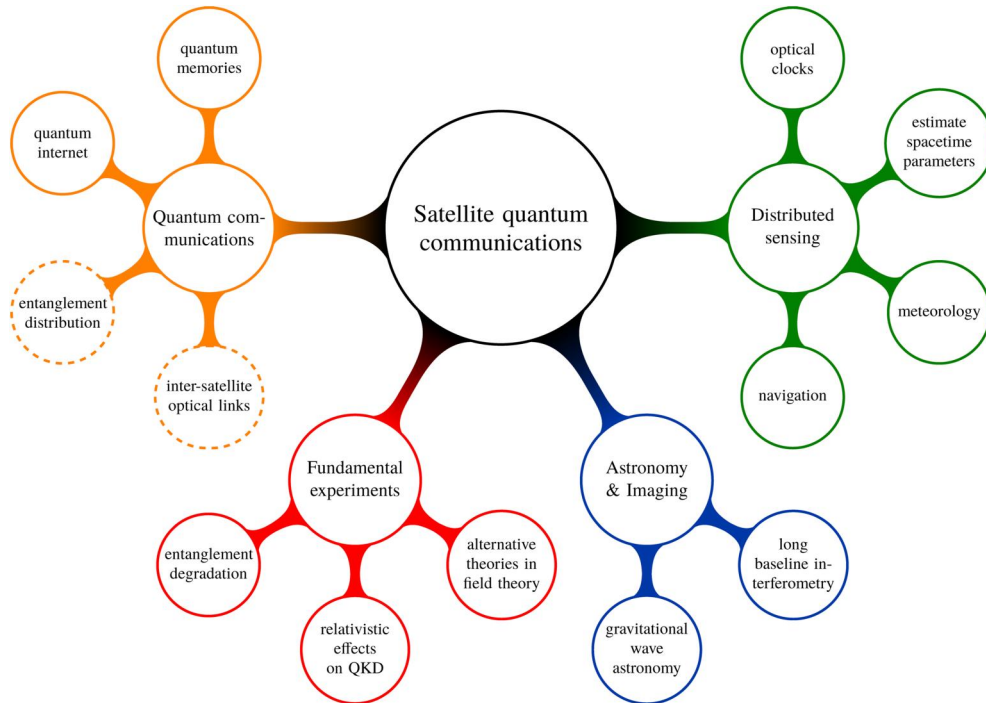 quantum
memories
optical
clocks
quantum
internet
estimate
spacetime
parameters
Quantum com-
munications
Satellite quantum
communications
Distributed
sensing
entanglement
distribution
meteorology
inter-satellite
optical links
navigation
Fundamental
experiments
Astronomy
& Imaging
entanglement
degradation
alternative
theories in
field theory
long
baseline in-
terferometry
relativistic
effects
on QKD
gravitational
wave
astronomy